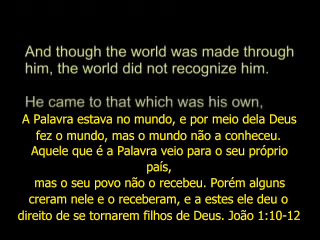 And though the world was made through
him, the world did not recognize him.
He came to that which was his own,
A Palavra estava no mundo, e por meio dela Deus
fez o mundo, mas o mundo não a conheceu.
Aquele que é a Palavra veio para o seu próprio
país,
mas o seu povo não o recebeu. Porém alguns
creram nele e o receberam, e a estes ele deu o
direito de se tornarem filhos de Deus. João 1:10-12